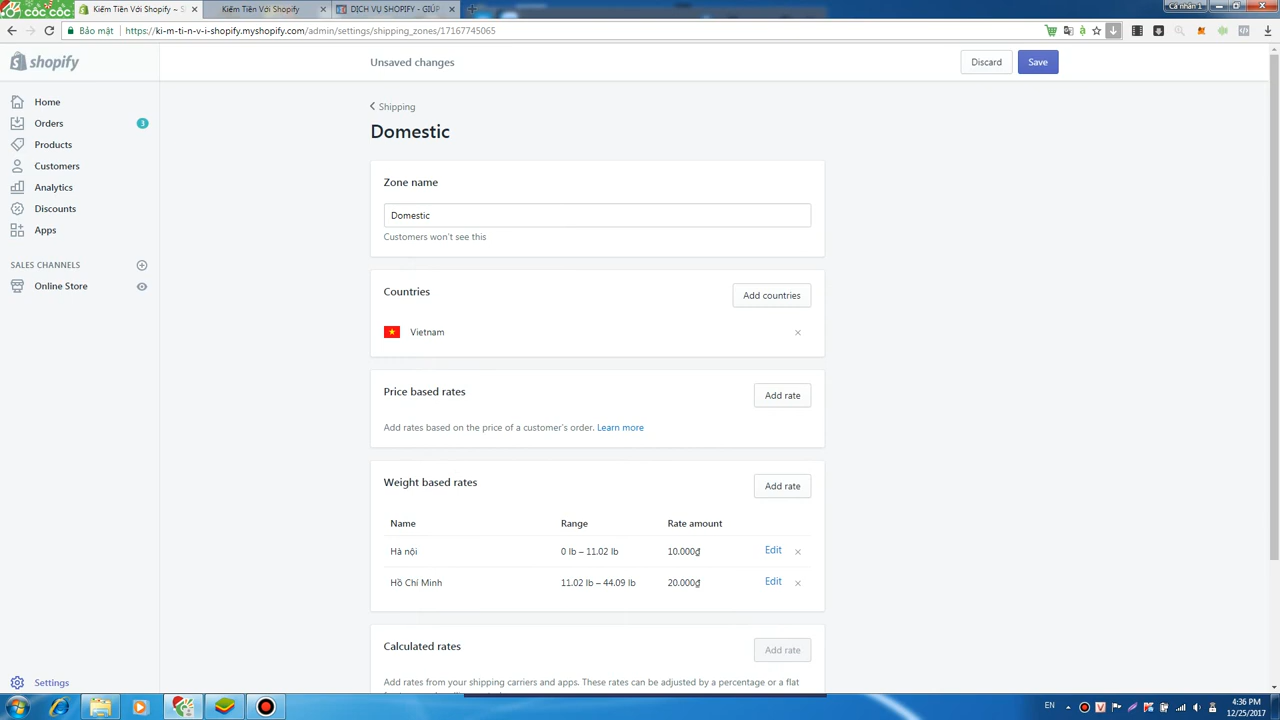 CỐC CỐC
Kiếm Tiền Với Shopify ~ S
Kiếm Tiền Với Shopify
DỊCH VỤ SHOPIFY - GIÚP
Cá nhân 1
Bảo mật
https://ki-m-ti-n-v-i-shopify.myshopify.com/admin/settings/shipping_zones/17167745065
shopify
Unsaved changes
Discard
Save
Home
Orders
3
Products
Customers
Analytics
Discounts
Apps
SALES CHANNELS
Online Store
Settings
Shipping
Domestic
Zone name
Domestic
Customers won't see this
Countries
Add countries
Vietnam
Price based rates
Add rate
Add rates based on the price of a customer's order. Learn more
Weight based rates
Add rate
Name Range Rate amount
Hà nội 0 lb – 11.02 lb 10.000₫ Edit
Hồ Chí Minh 11.02 lb – 44.09 lb 20.000₫ Edit
Calculated rates
Add rate
Add rates from your shipping carriers and apps. These rates can be adjusted by a percentage or a flat
EN
4:36 PM
12/25/2017